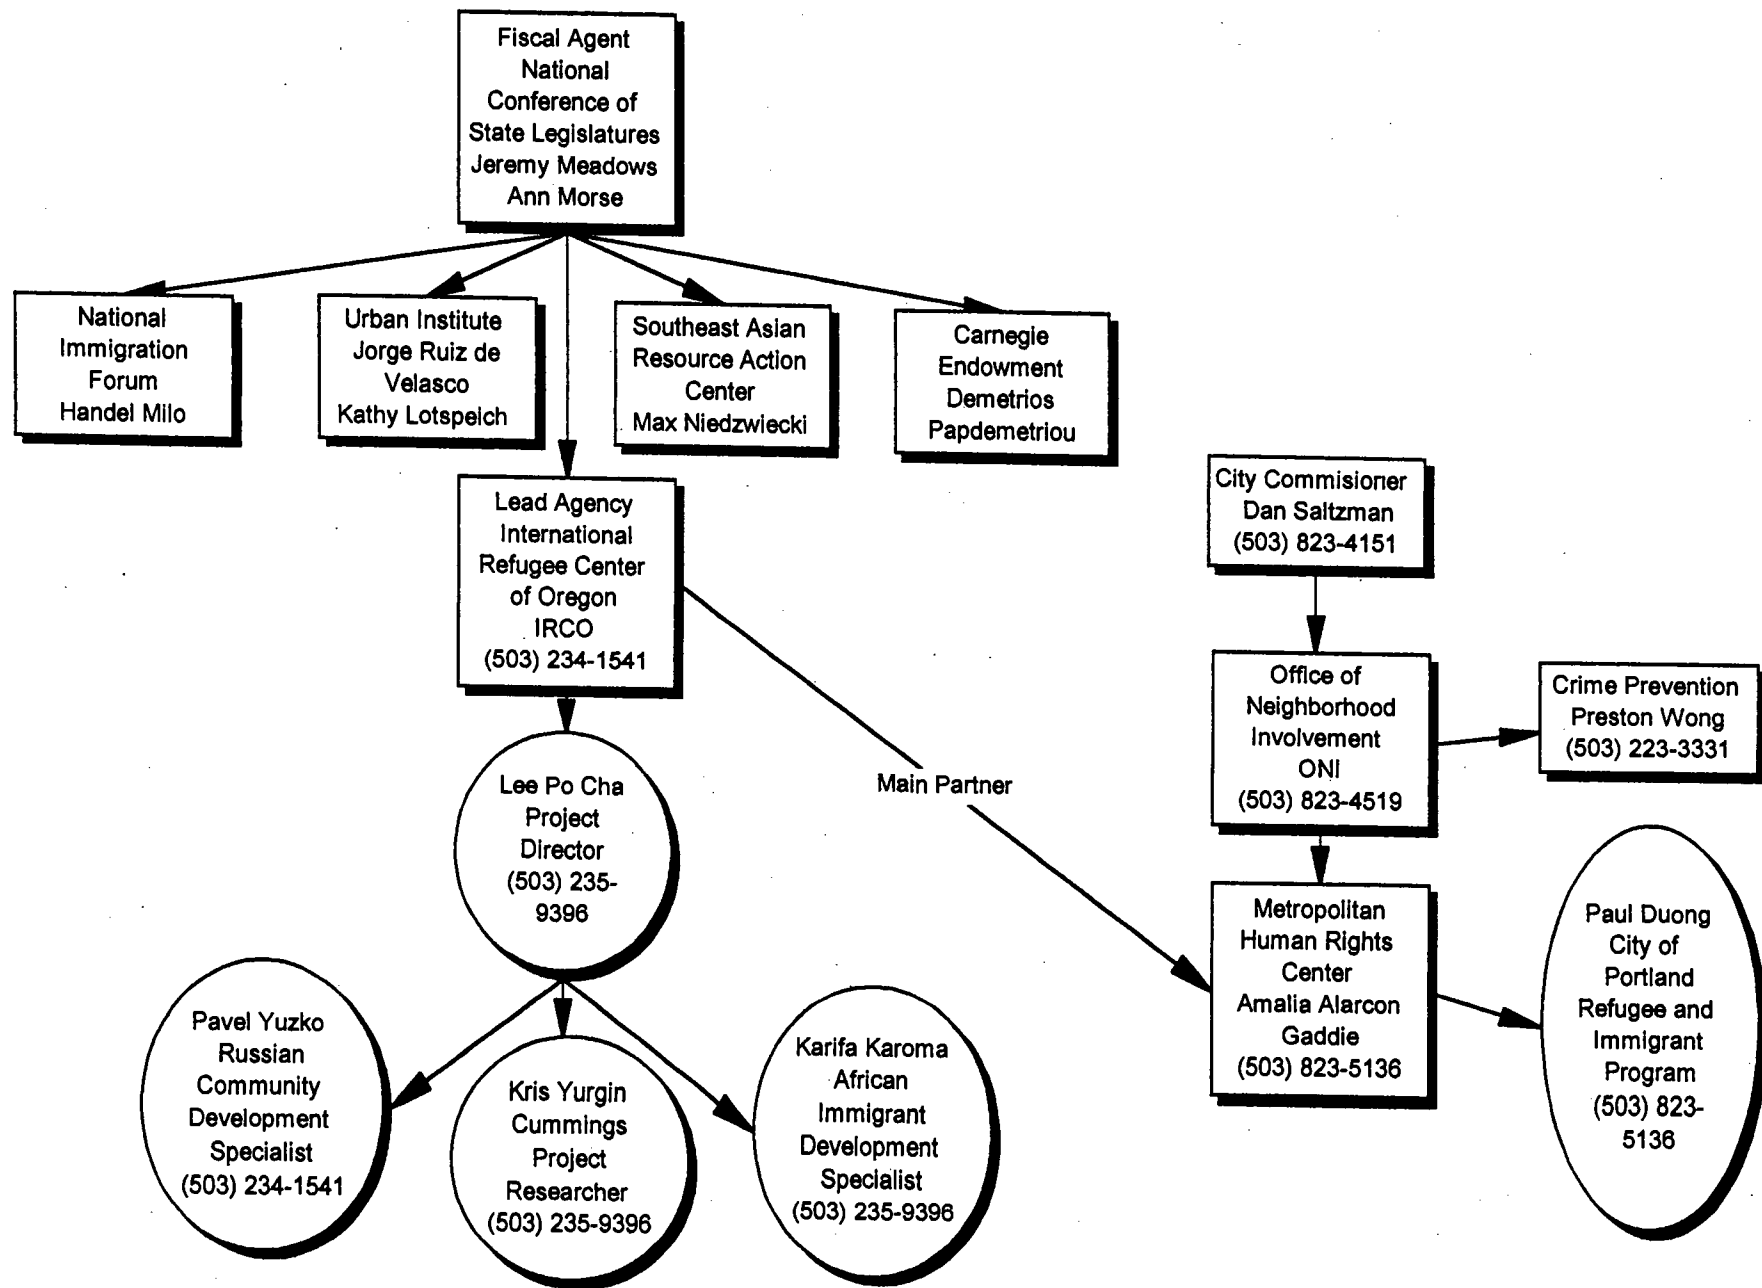 Fiscal Agent
National
Conference of
State Legislatures
Jeremy Meadows
Ann Morse
National
Immigration
Forum
Handel Milo
Urban Institute
Jorge Ruiz de
Velasco
Kathy Lotspeich
Southeast Asian
Resource Action
Center
Max Niedzwiecki
Carnegie
Endowment
Demetrios
Papdemetriou
Lead Agency
International
Refugee Center
of Oregon
IRCO
(503) 234-1541
City Commisioner
Dan Saltzman
(503) 823-4151
Office of
Neighborhood
Involvement
ONI
(503) 823-4519
Crime Prevention
Preston Wong
(503) 223-3331
Main Partner
Lee Po Cha
Project
Director
(503) 235-
9396
Metropolitan
Human Rights
Center
Amalia Alarcon
Gaddie
(503) 823-5136
Paul Duong
City of
Portland
Refugee and
Immigrant
Program
(503) 823-
5136
Pavel Yuzko
Russian
Community
Development
Specialist
(503) 234-1541
Kris Yurgin
Cummings
Project
Researcher
(503) 235-9396
Karifa Karoma
African
Immigrant
Development
Specialist
(503) 235-9396